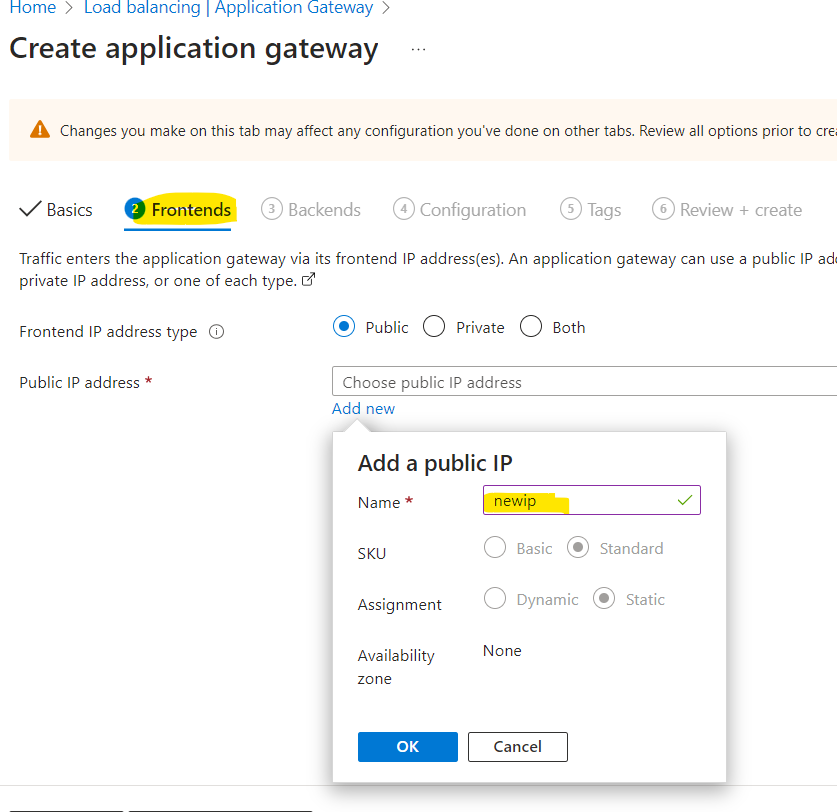 Home > Load balancing | Application Gateway >
Create application gateway ...
Changes you make on this tab may affect any configuration you've done on other tabs. Review all options prior to
Basics 2 Frontends 3 Backends 4 Configuration 5 Tags 6 Review + create
Traffic enters the application gateway via its frontend IP address(es). An application gateway can use a public IP
private IP address, or one of each type.
Frontend IP address type Public Private Both
Public IP address * Choose public IP address
Add new
Add a public IP
Name * newip
SKU Basic Standard
Assignment Dynamic Static
Availability None
zone
OK Cancel